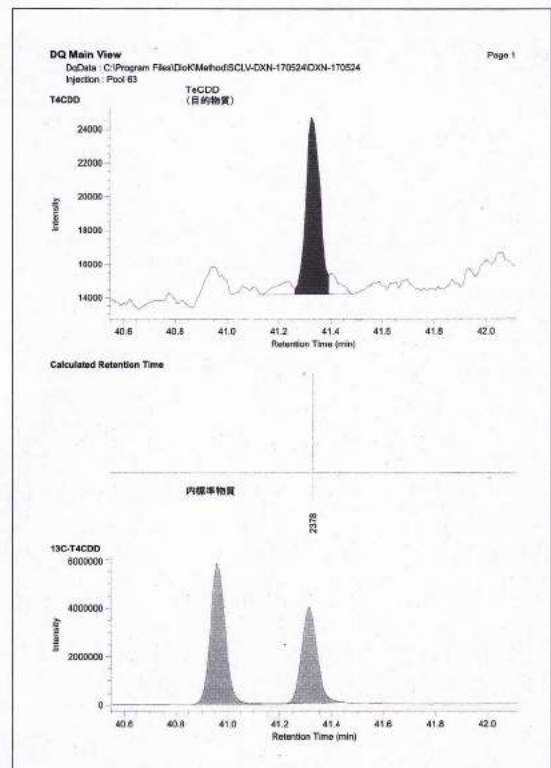 DQ Main View
Page 1
DqData : C:\Program Files\DioK\Method\SCLV-DXN-170524\DXN-170524
Injection : Pool 63
T4CDD
TeCDD
(目的物質)
24000
22000
20000
18000
16000
14000
Intensity
40.6 40.8 41.0 41.2 41.4 41.6 41.8 42.0
Retention Time (min)
Calculated Retention Time
内標準物質
2378
13C-T4CDD
6000000
4000000
2000000
0
Intensity
40.6 40.8 41.0 41.2 41.4 41.6 41.8 42.0
Retention Time (min)